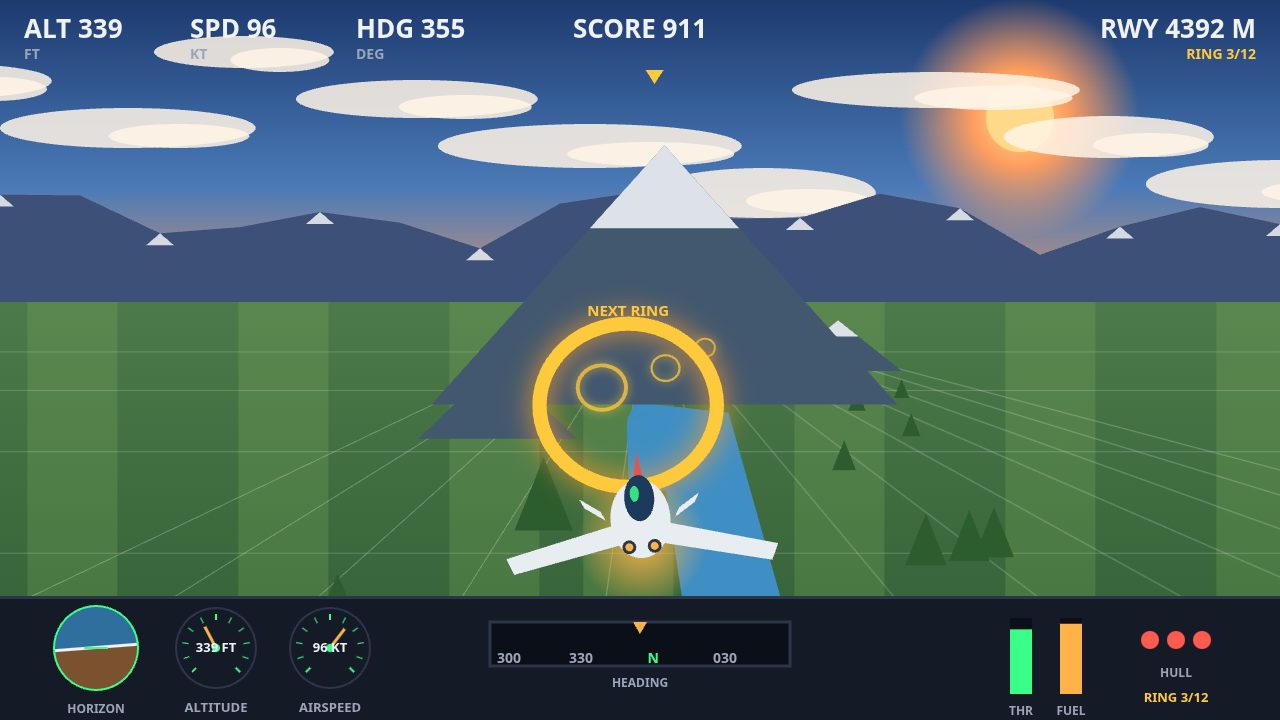 ALT 339
FT
SPD 96
KT
HDG 355
DEG
SCORE 911
RWY 4392 M
RING 3/12
NEXT RING
HORIZON
339 FT
ALTITUDE
96 KT
AIRSPEED
300 330 N 030
HEADING
THR
FUEL
HULL
RING 3/12